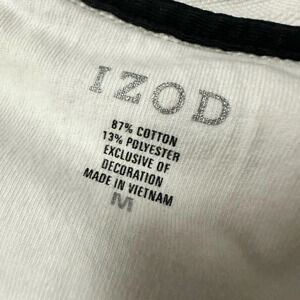 IZOD
87% COTTON
13% POLYESTER
EXCLUSIVE OF
DECORATION
MADE IN VIETNAM
M